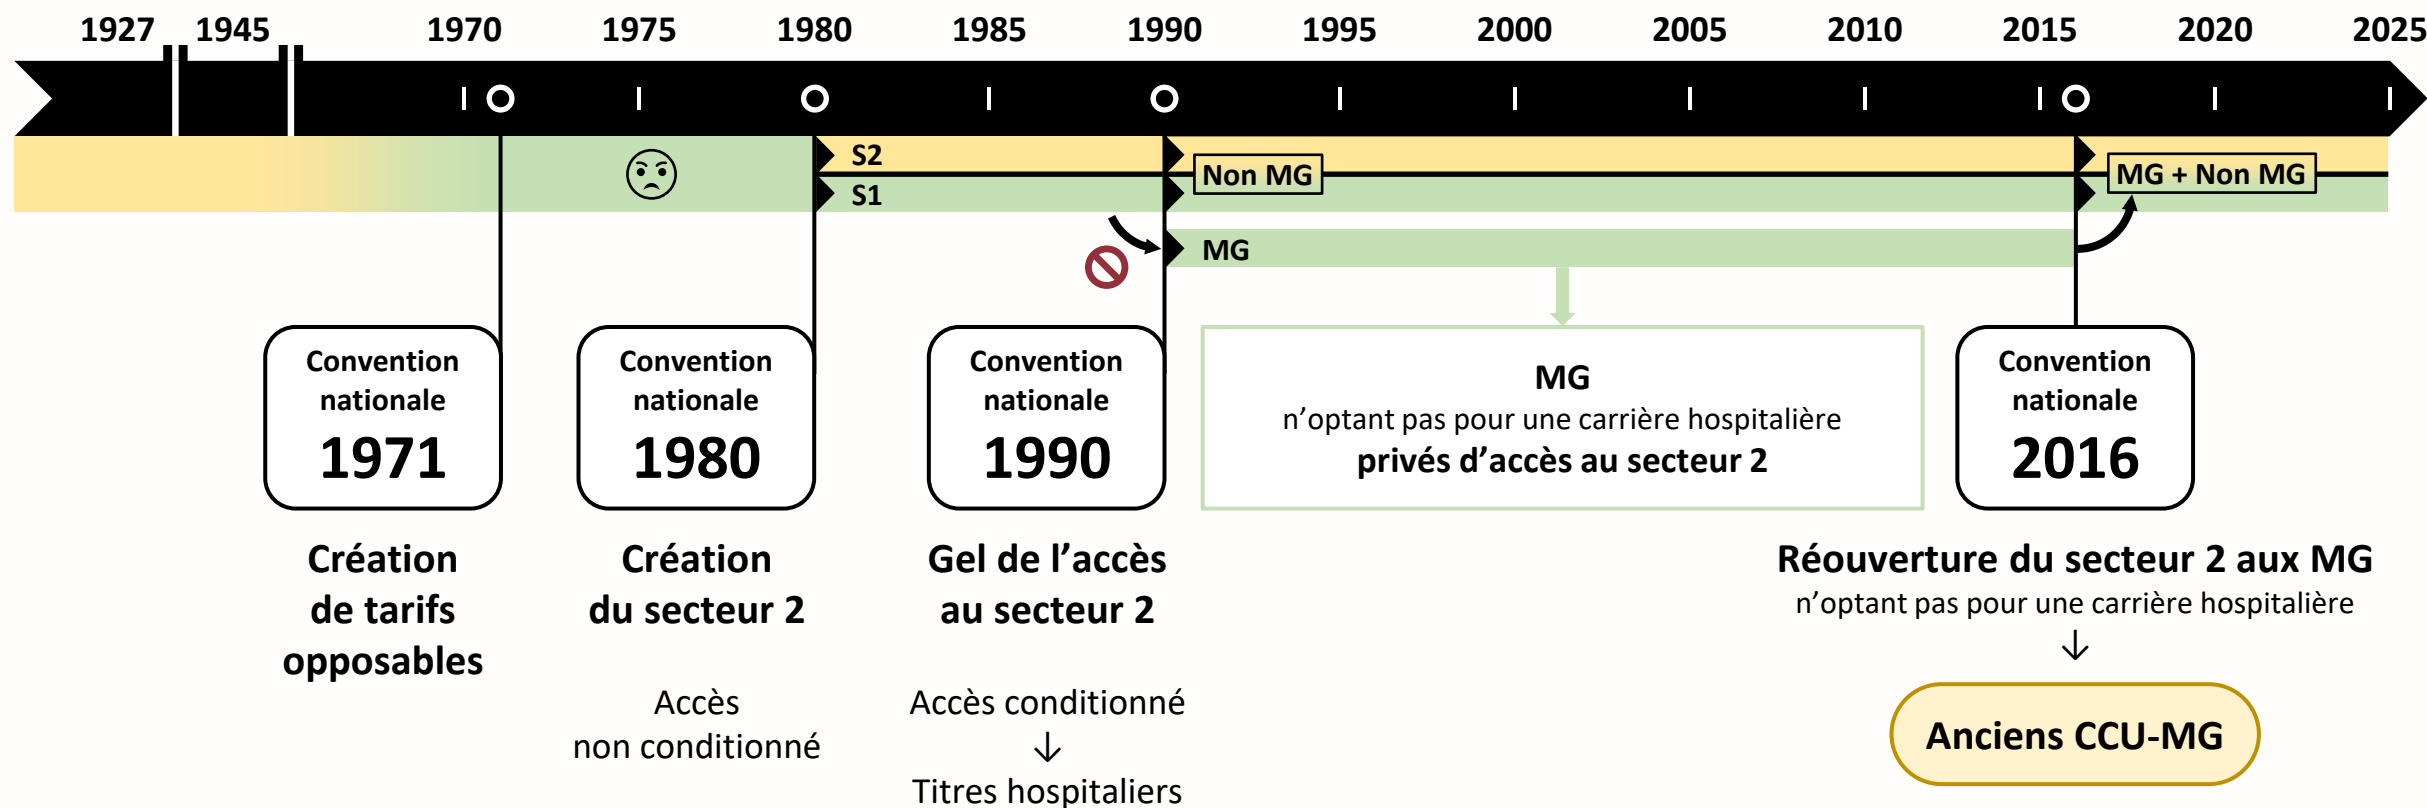 1927 1945 1970 1975 1980 1985 1990 1995 2000 2005 2010 2015 2020 2025
S2
S1
Non MG
MG + Non MG
MG
Convention
nationale
1971
Création
de tarifs
opposables
Convention
nationale
1980
Création
du secteur 2
Accès
non conditionné
Convention
nationale
1990
Gel de l’accès
au secteur 2
Accès conditionné
↓
Titres hospitaliers
MG
n’optant pas pour une carrière hospitalière
privés d’accès au secteur 2
Convention
nationale
2016
Réouverture du secteur 2 aux MG
n’optant pas pour une carrière hospitalière
↓
Anciens CCU-MG